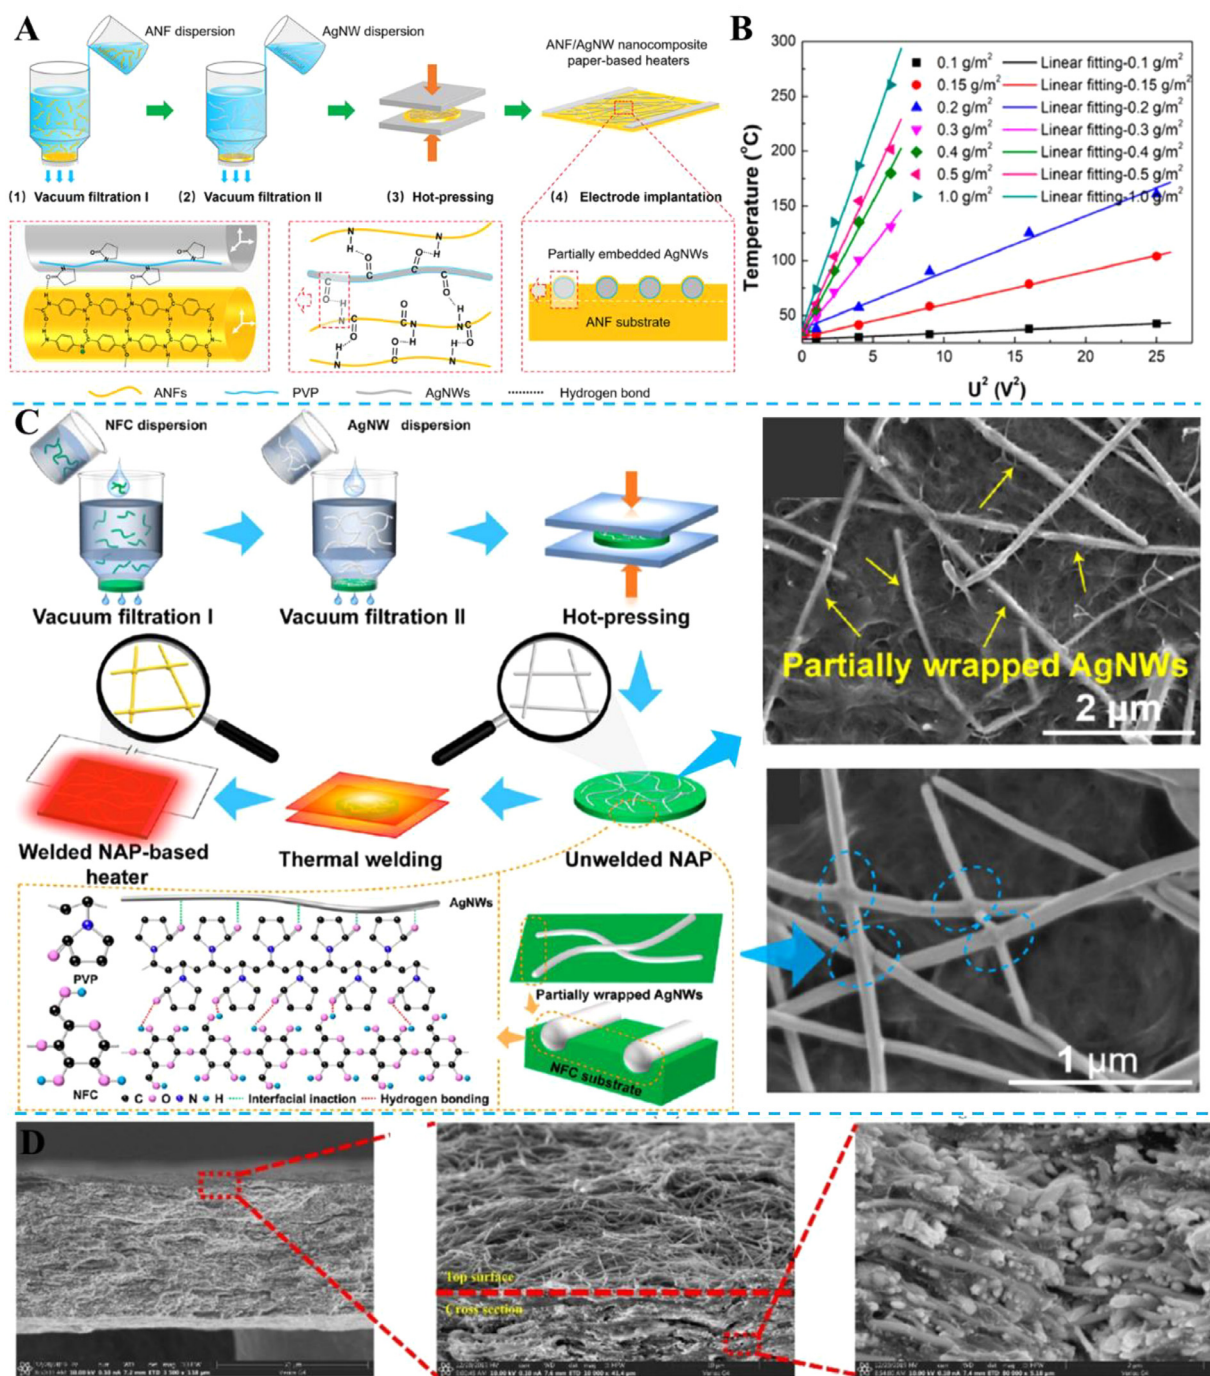 A
ANF dispersion
AgNW dispersion
ANF/AgNW nanocomposite
paper-based heaters
(1) Vacuum filtration I
(2) Vacuum filtration II
(3) Hot-pressing
(4) Electrode implantation
Partially embedded AgNWs
ANF substrate
ANFs
PVP
AgNWs
Hydrogen bond
B
Temperature (°C)
300
250
200
150
100
50
0.1 g/m²
0.15 g/m²
0.2 g/m²
0.3 g/m²
0.4 g/m²
0.5 g/m²
1.0 g/m²
Linear fitting-0.1 g/m²
Linear fitting-0.15 g/m²
Linear fitting-0.2 g/m²
Linear fitting-0.3 g/m²
Linear fitting-0.4 g/m²
Linear fitting-0.5 g/m²
Linear fitting-1.0 g/m²
0 5 10 15 20 25
U² (V²)
C
NFC dispersion
AgNW dispersion
Vacuum filtration I
Vacuum filtration II
Hot-pressing
Welded NAP-based
heater
Thermal welding
Unwelded NAP
PVP
NFC
AgNWs
C O N H Interfacial inaction Hydrogen bonding
Partially wrapped AgNWs
NFC substrate
Partially wrapped AgNWs
2 μm
1 μm
D
Top surface
Cross section